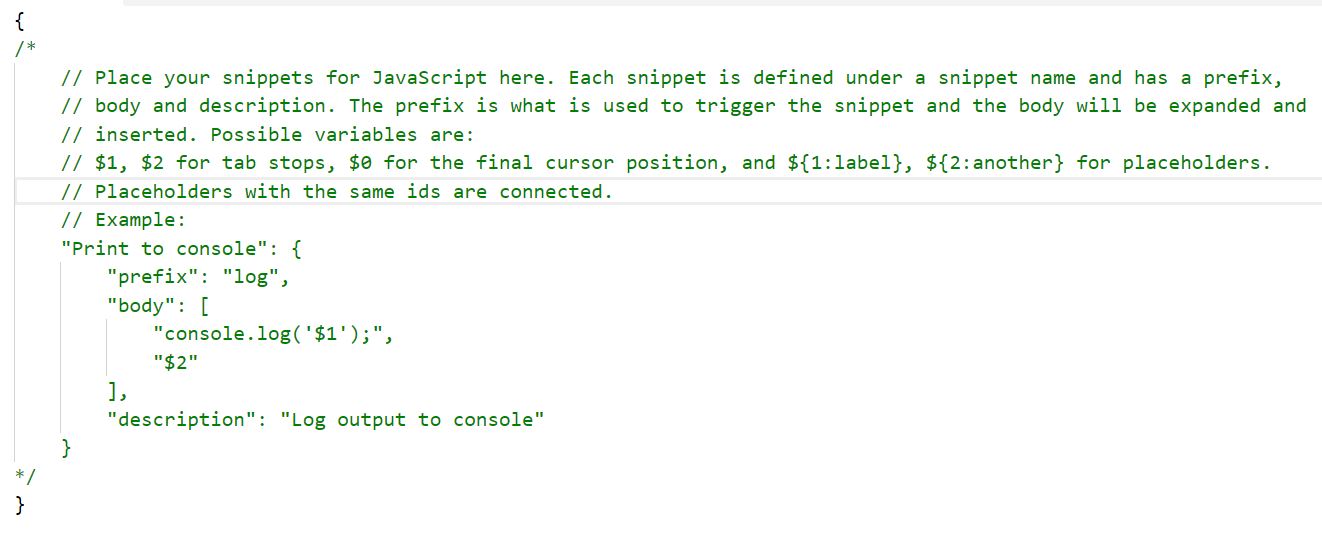 {
/*
    // Place your snippets for JavaScript here. Each snippet is defined under a snippet name and has a prefix,
    // body and description. The prefix is what is used to trigger the snippet and the body will be expanded and
    // inserted. Possible variables are:
    // $1, $2 for tab stops, $0 for the final cursor position, and ${1:label}, ${2:another} for placeholders.
    // Placeholders with the same ids are connected.
    // Example:
    "Print to console": {
        "prefix": "log",
        "body": [
            "console.log('$1');",
            "$2"
        ],
        "description": "Log output to console"
    }
*/
}